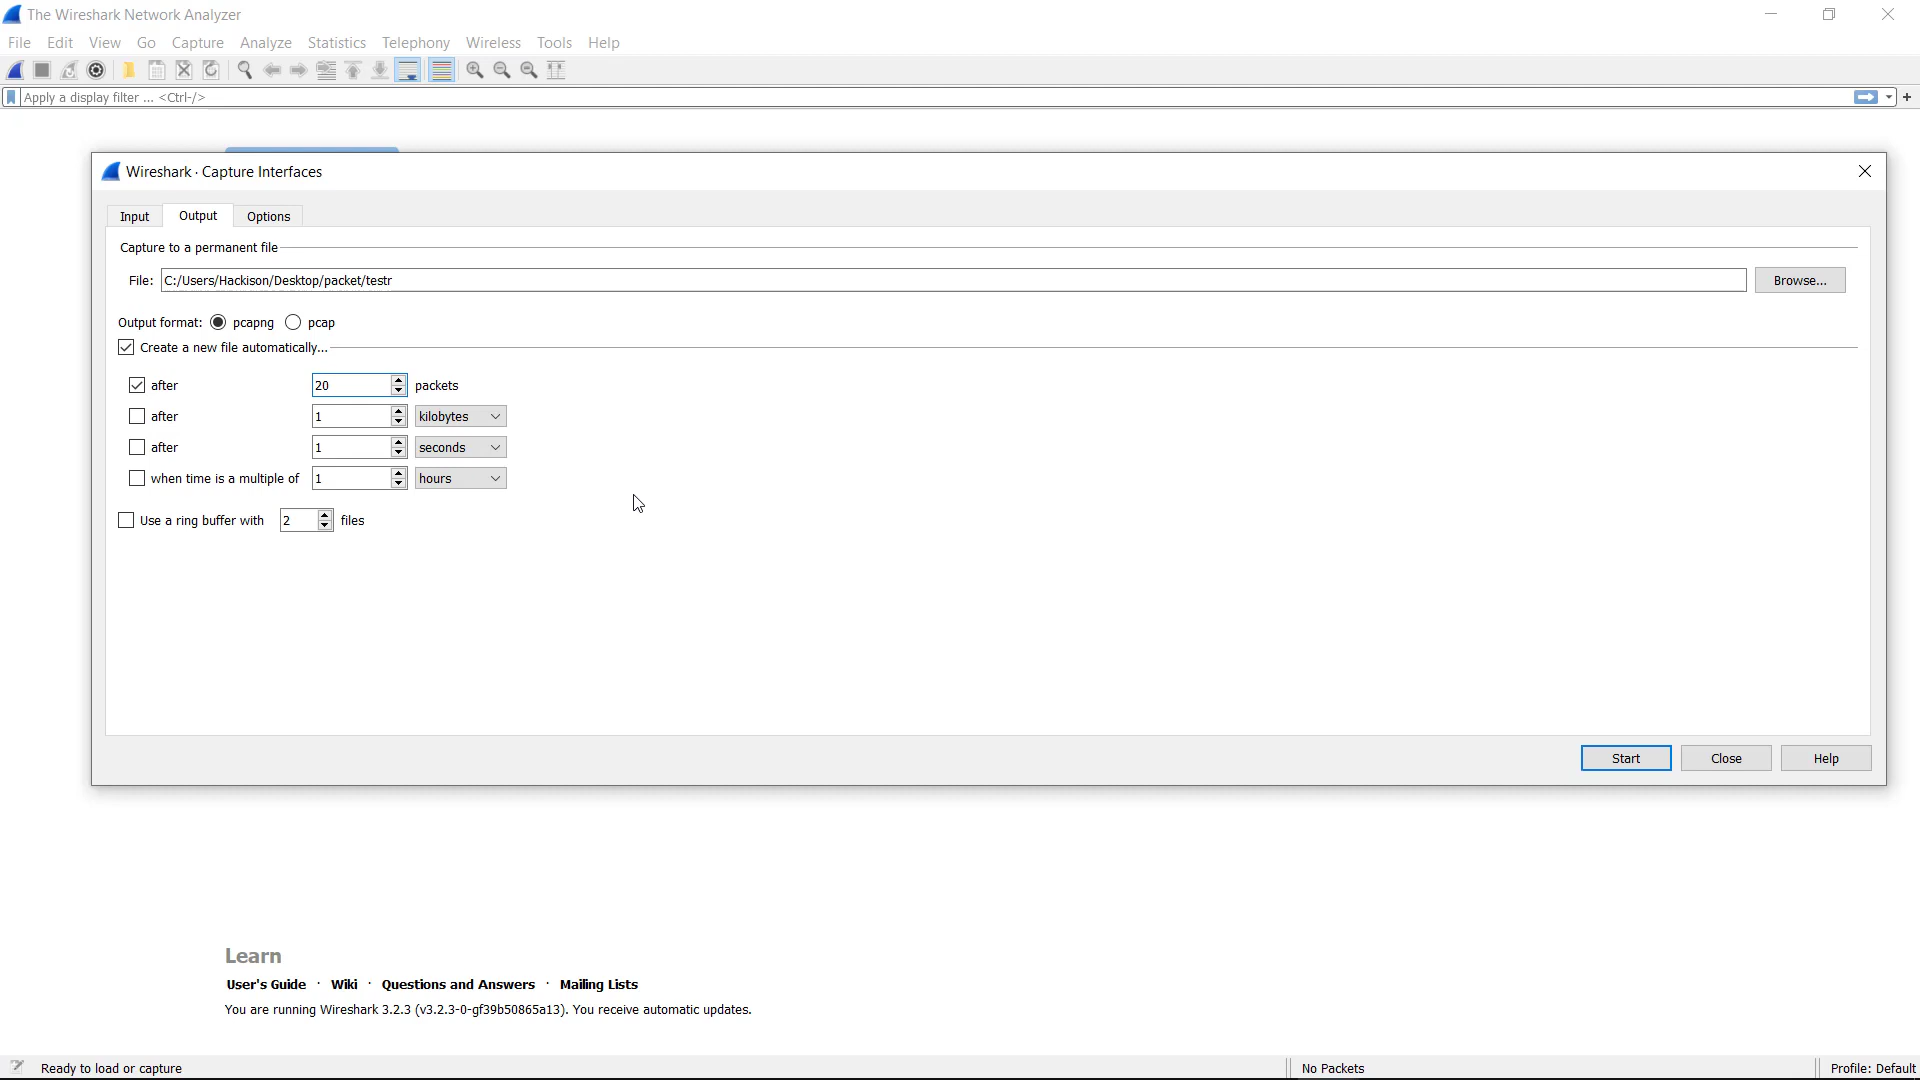 The Wireshark Network Analyzer
File Edit View Go Capture Analyze Statistics Telephony Wireless Tools Help
Apply a display filter ... <Ctrl-/>
+
Wireshark · Capture Interfaces
Input Output Options
Capture to a permanent file
File: C:/Users/Hackison/Desktop/packet/testr Browse...
Output format: pcapng pcap
Create a new file automatically...
after 20 packets
after 1 kilobytes
after 1 seconds
when time is a multiple of 1 hours
Use a ring buffer with 2 files
Start Close Help
Learn
User's Guide · Wiki · Questions and Answers · Mailing Lists
You are running Wireshark 3.2.3 (v3.2.3-0-gf39b50865a13). You receive automatic updates.
Ready to load or capture No Packets Profile: Default